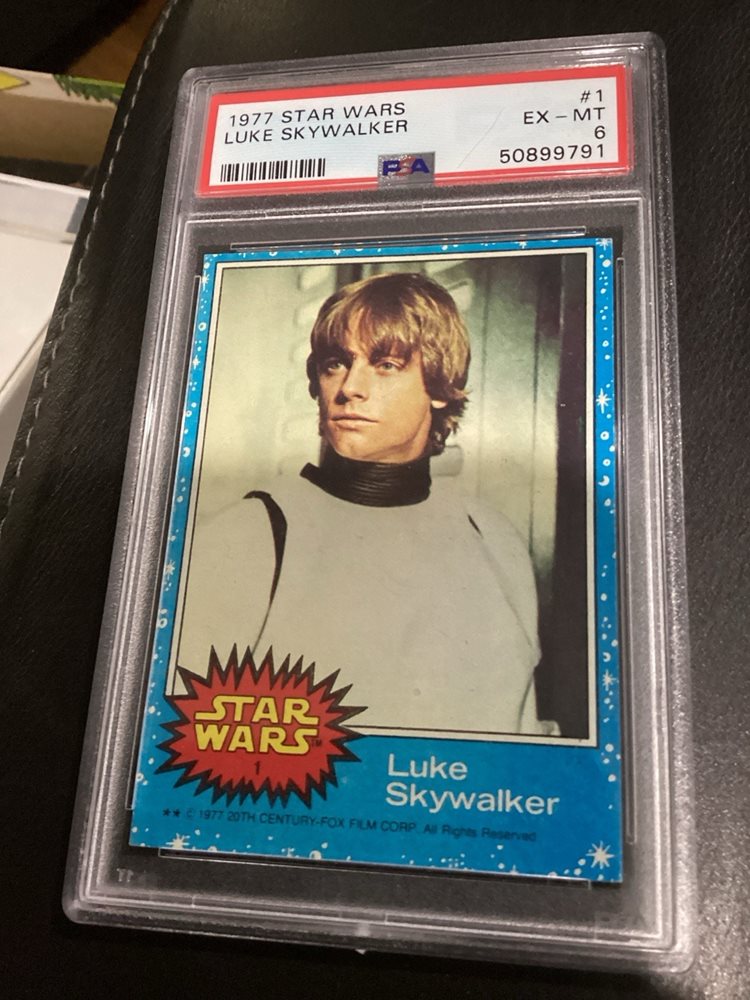 1977 STAR WARS
LUKE SKYWALKER
#1
EX - MT
6
50899791
PSA
STAR
WARS™
1
Luke
Skywalker
** © 1977 20TH CENTURY-FOX FILM CORP. All Rights Reserved